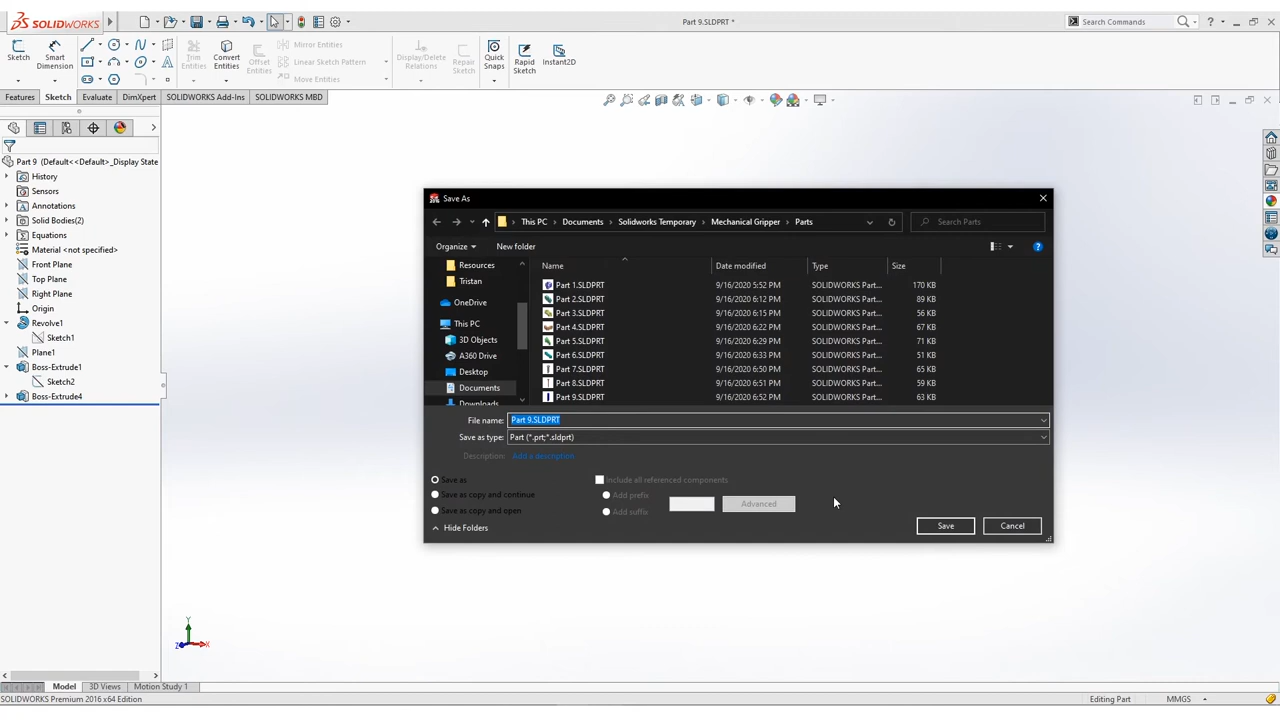 SOLIDWORKS
Part 9.SLDPRT *
Search Commands
Sketch
Smart Dimension
Trim Entities
Convert Entities
Offset Entities
Mirror Entities
Linear Sketch Pattern
Move Entities
Display/Delete Relations
Repair Sketch
Quick Snaps
Rapid Sketch
Instant2D
Features
Sketch
Evaluate
DimXpert
SOLIDWORKS Add-Ins
SOLIDWORKS MBD
Part 9 (Default<<Default>_Display State
History
Sensors
Annotations
Solid Bodies(2)
Equations
Material <not specified>
Front Plane
Top Plane
Right Plane
Origin
Revolve1
Sketch1
Plane1
Boss-Extrude1
Sketch2
Boss-Extrude4
Save As
This PC > Documents > Solidworks Temporary > Mechanical Gripper > Parts
Search Parts
Organize
New folder
Resources
Tristan
OneDrive
This PC
3D Objects
A360 Drive
Desktop
Documents
Downloads
Name Date modified Type Size
Part 1.SLDPRT 9/16/2020 5:52 PM SOLIDWORKS Part... 170 KB
Part 2.SLDPRT 9/16/2020 6:12 PM SOLIDWORKS Part... 89 KB
Part 3.SLDPRT 9/16/2020 6:15 PM SOLIDWORKS Part... 56 KB
Part 4.SLDPRT 9/16/2020 6:22 PM SOLIDWORKS Part... 67 KB
Part 5.SLDPRT 9/16/2020 6:29 PM SOLIDWORKS Part... 71 KB
Part 6.SLDPRT 9/16/2020 6:33 PM SOLIDWORKS Part... 51 KB
Part 7.SLDPRT 9/16/2020 6:50 PM SOLIDWORKS Part... 65 KB
Part 8.SLDPRT 9/16/2020 6:51 PM SOLIDWORKS Part... 59 KB
Part 9.SLDPRT 9/16/2020 6:52 PM SOLIDWORKS Part... 63 KB
File name: Part 9.SLDPRT
Save as type: Part (*.prt;*.sldprt)
Description: Add a description
Save as
Save as copy and continue
Save as copy and open
Include all referenced components
Add prefix
Add suffix
Advanced
Hide Folders
Save
Cancel
Y
Z
X
Model
3D Views
Motion Study 1
SOLIDWORKS Premium 2016 x64 Edition
Editing Part
MMGS